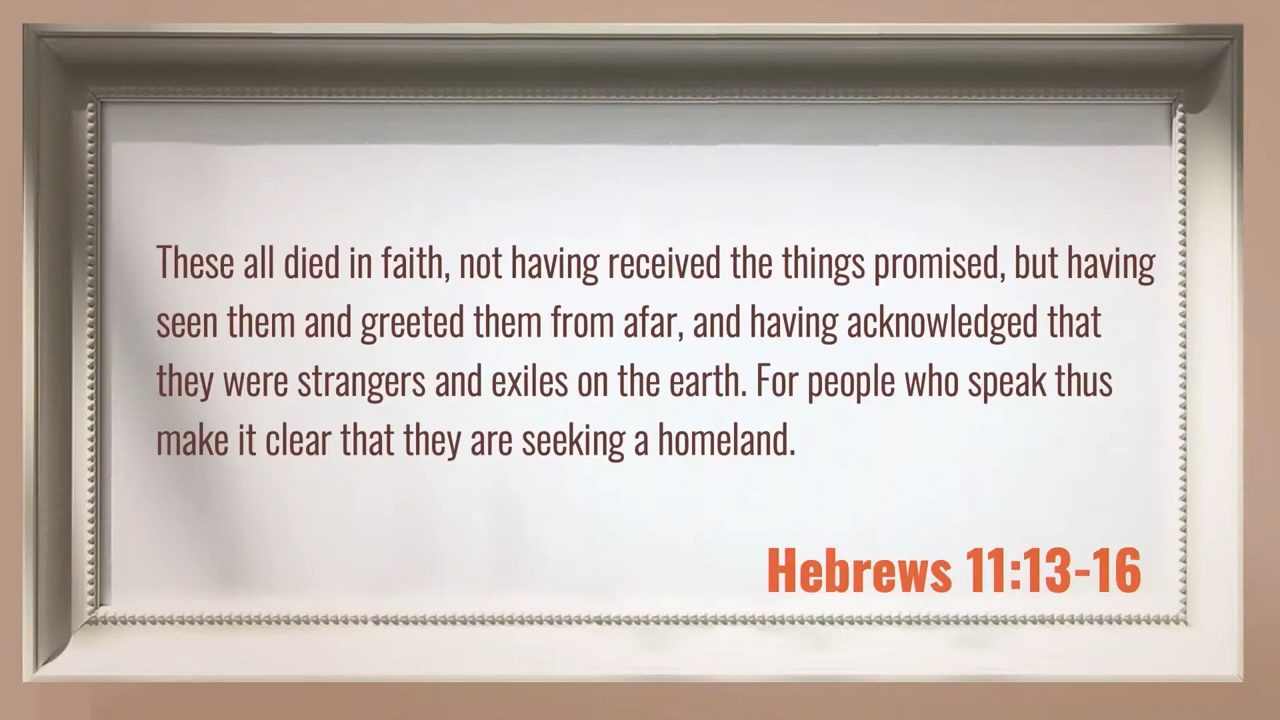 These all died in faith, not having received the things promised, but having
seen them and greeted them from afar, and having acknowledged that
they were strangers and exiles on the earth. For people who speak thus
make it clear that they are seeking a homeland.
Hebrews 11:13-16